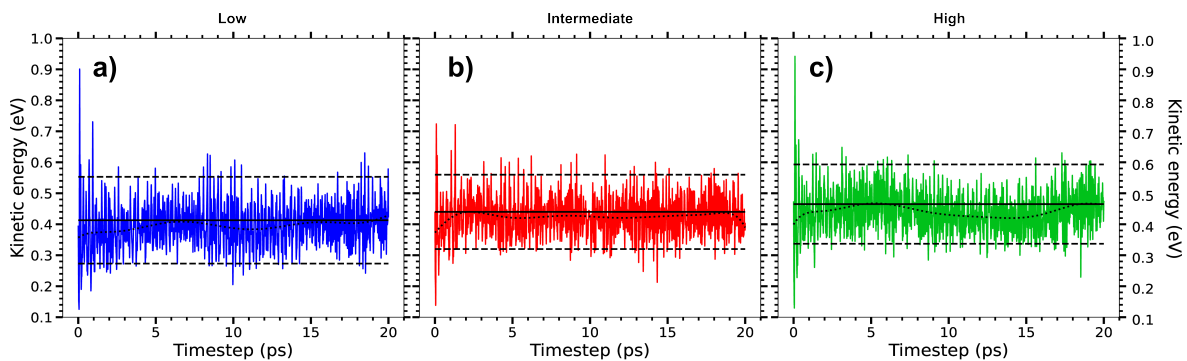 Low Intermediate High
a) b) c)
Kinetic energy (eV)
1.0
0.9
0.8
0.7
0.6
0.5
0.4
0.3
0.2
0.1
0 5 10 15 20
Timestep (ps)
0 5 10 15 20
Timestep (ps)
0 5 10 15 20
Timestep (ps)
1.0
0.9
0.8
0.7
0.6
0.5
0.4
0.3
0.2
0.1
Kinetic energy (eV)